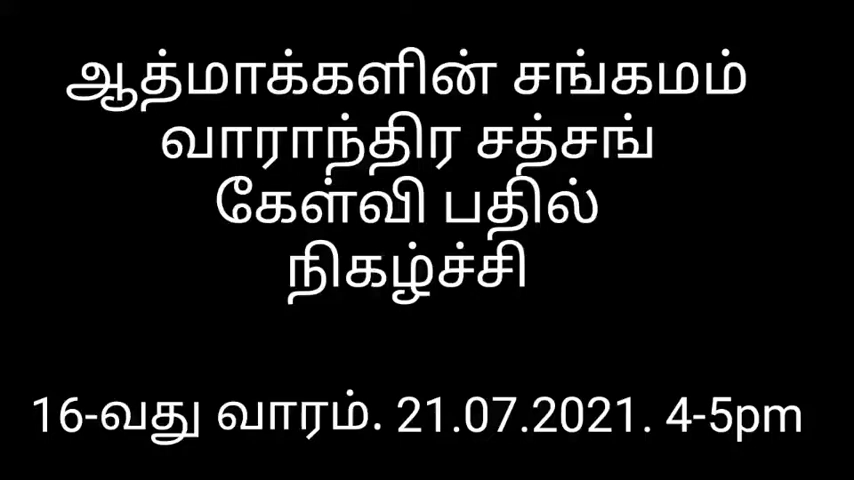 ஆத்மாக்களின் சங்கமம்
வாராந்திர சத்சங்
கேள்வி பதில்
நிகழ்ச்சி
16-வது வாரம். 21.07.2021. 4-5pm